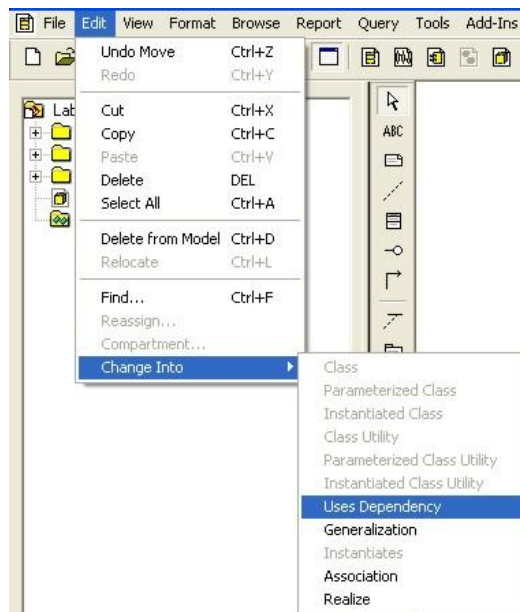 File Edit View Format Browse Report Query Tools Add-Ins
Undo Move Ctrl+Z
Redo Ctrl+Y
Cut Ctrl+X
Copy Ctrl+C
Paste Ctrl+V
Delete DEL
Select All Ctrl+A
Delete from Model Ctrl+D
Relocate Ctrl+L
Find... Ctrl+F
Reassign...
Compartment...
Change Into
Lab
ABC
Class
Parameterized Class
Instantiated Class
Class Utility
Parameterized Class Utility
Instantiated Class Utility
Uses Dependency
Generalization
Instantiates
Association
Realize